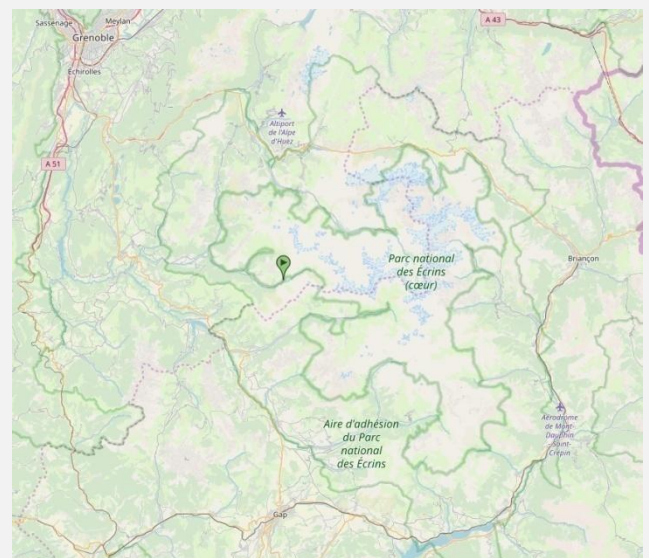 Sassenage
Meylan
Grenoble
Échirolles
A 43
Altiport
de l'Alpe
d'Huez
A 51
Parc national
des Écrins
(cœur)
Briançon
Aire d'adhésion
du Parc
national
des Écrins
Aérodrome
de Mont-
Dauphin
Saint-
Crépin
Gap